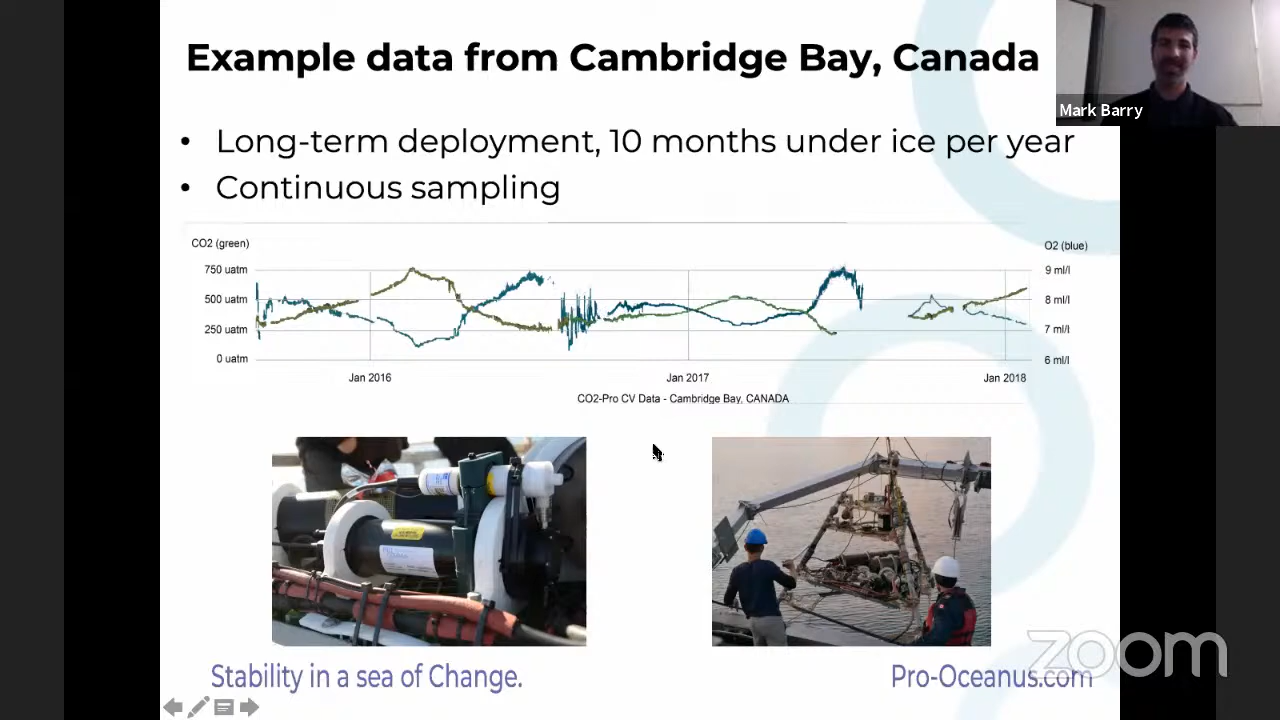 Example data from Cambridge Bay, Canada
Mark Barry
• Long-term deployment, 10 months under ice per year
• Continuous sampling
CO2 (green)
O2 (blue)
750 uatm
9 ml/l
500 uatm
8 ml/l
250 uatm
7 ml/l
0 uatm
6 ml/l
Jan 2016
Jan 2017
Jan 2018
CO2-Pro CV Data - Cambridge Bay, CANADA
Stability in a sea of Change.
Pro-Oceanus.com
zoom